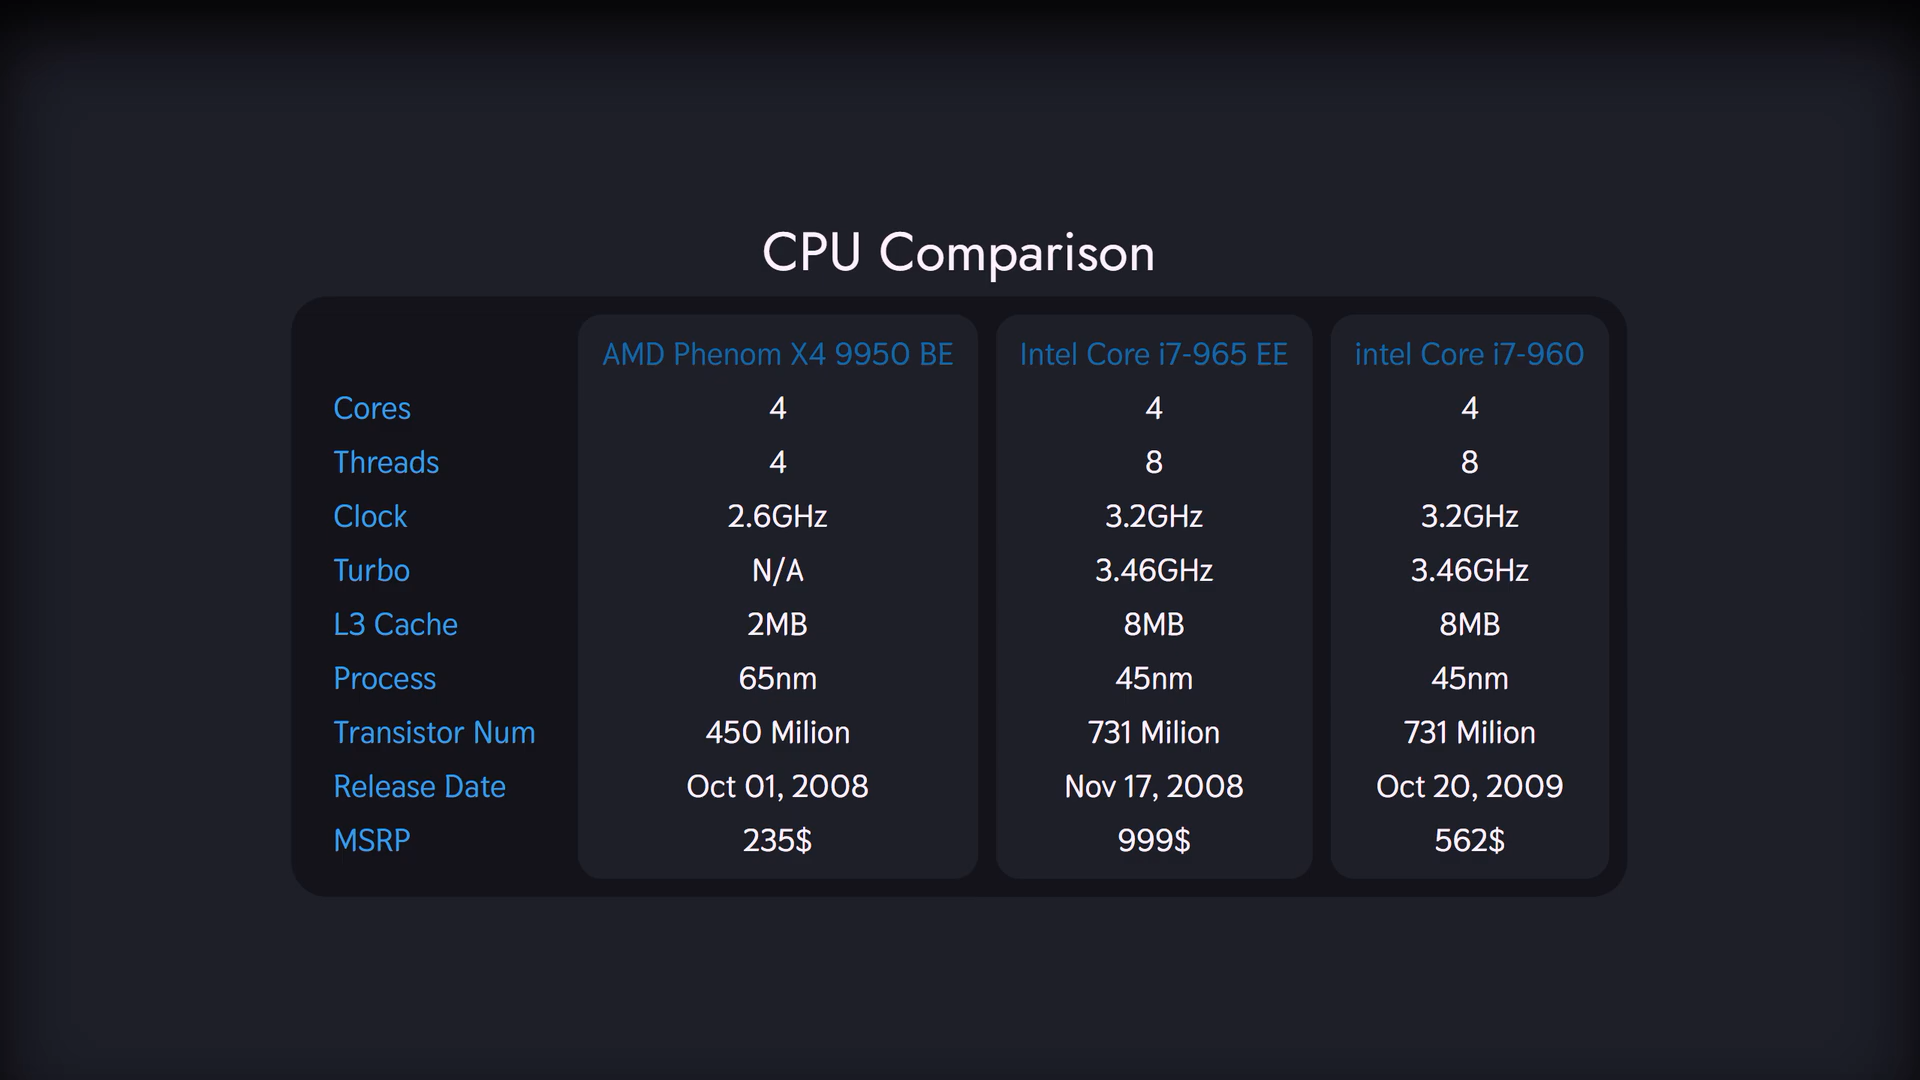 CPU Comparison
AMD Phenom X4 9950 BE Intel Core i7-965 EE intel Core i7-960
Cores 4 4 4
Threads 4 8 8
Clock 2.6GHz 3.2GHz 3.2GHz
Turbo N/A 3.46GHz 3.46GHz
L3 Cache 2MB 8MB 8MB
Process 65nm 45nm 45nm
Transistor Num 450 Milion 731 Milion 731 Milion
Release Date Oct 01, 2008 Nov 17, 2008 Oct 20, 2009
MSRP 235$ 999$ 562$